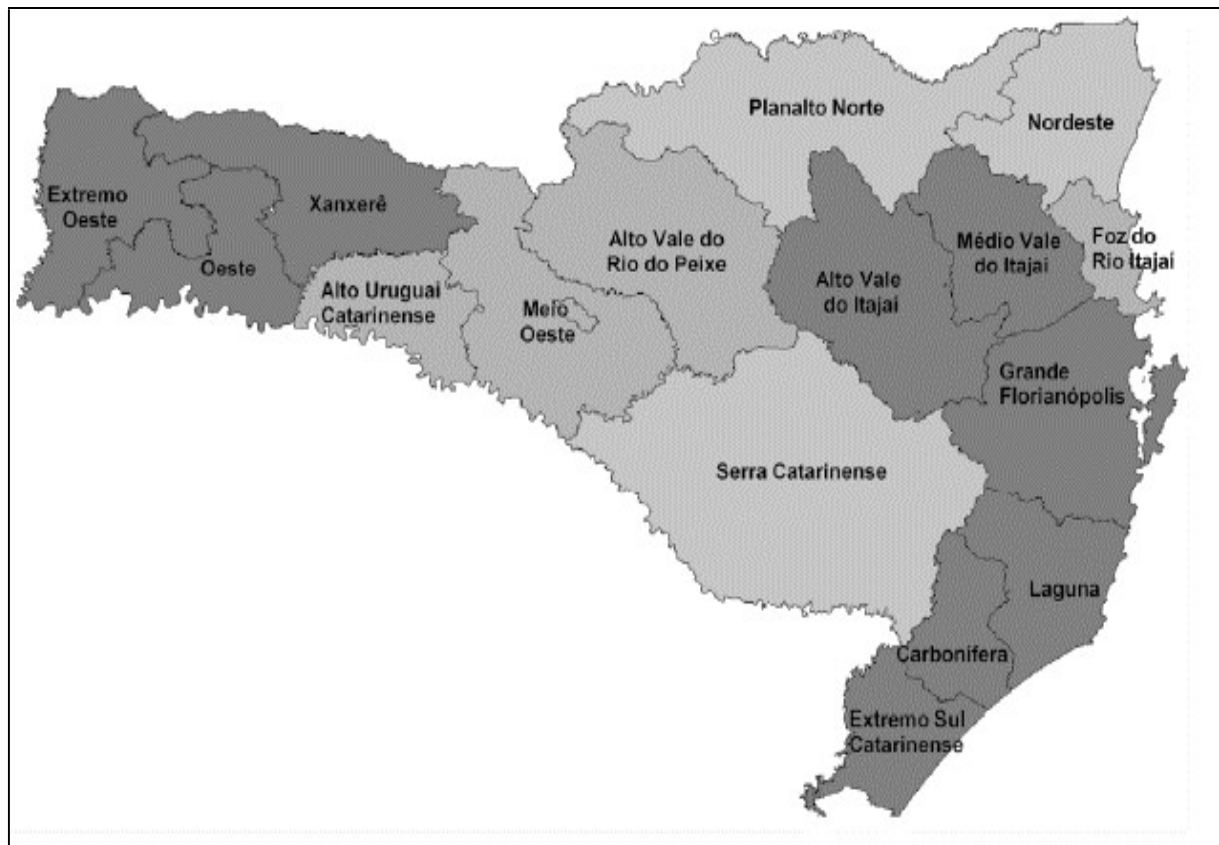 Planalto Norte
Nordeste
Extremo
Oeste
Xanxerê
Oeste
Alto Uruguai
Catarinense
Meio
Oeste
Alto Vale do
Rio do Peixe
Alto Vale
do Itajaí
Médio Vale
do Itajaí
Foz do
Rio Itajaí
Grande
Florianópolis
Serra Catarinense
Laguna
Carbonífera
Extremo Sul
Catarinense